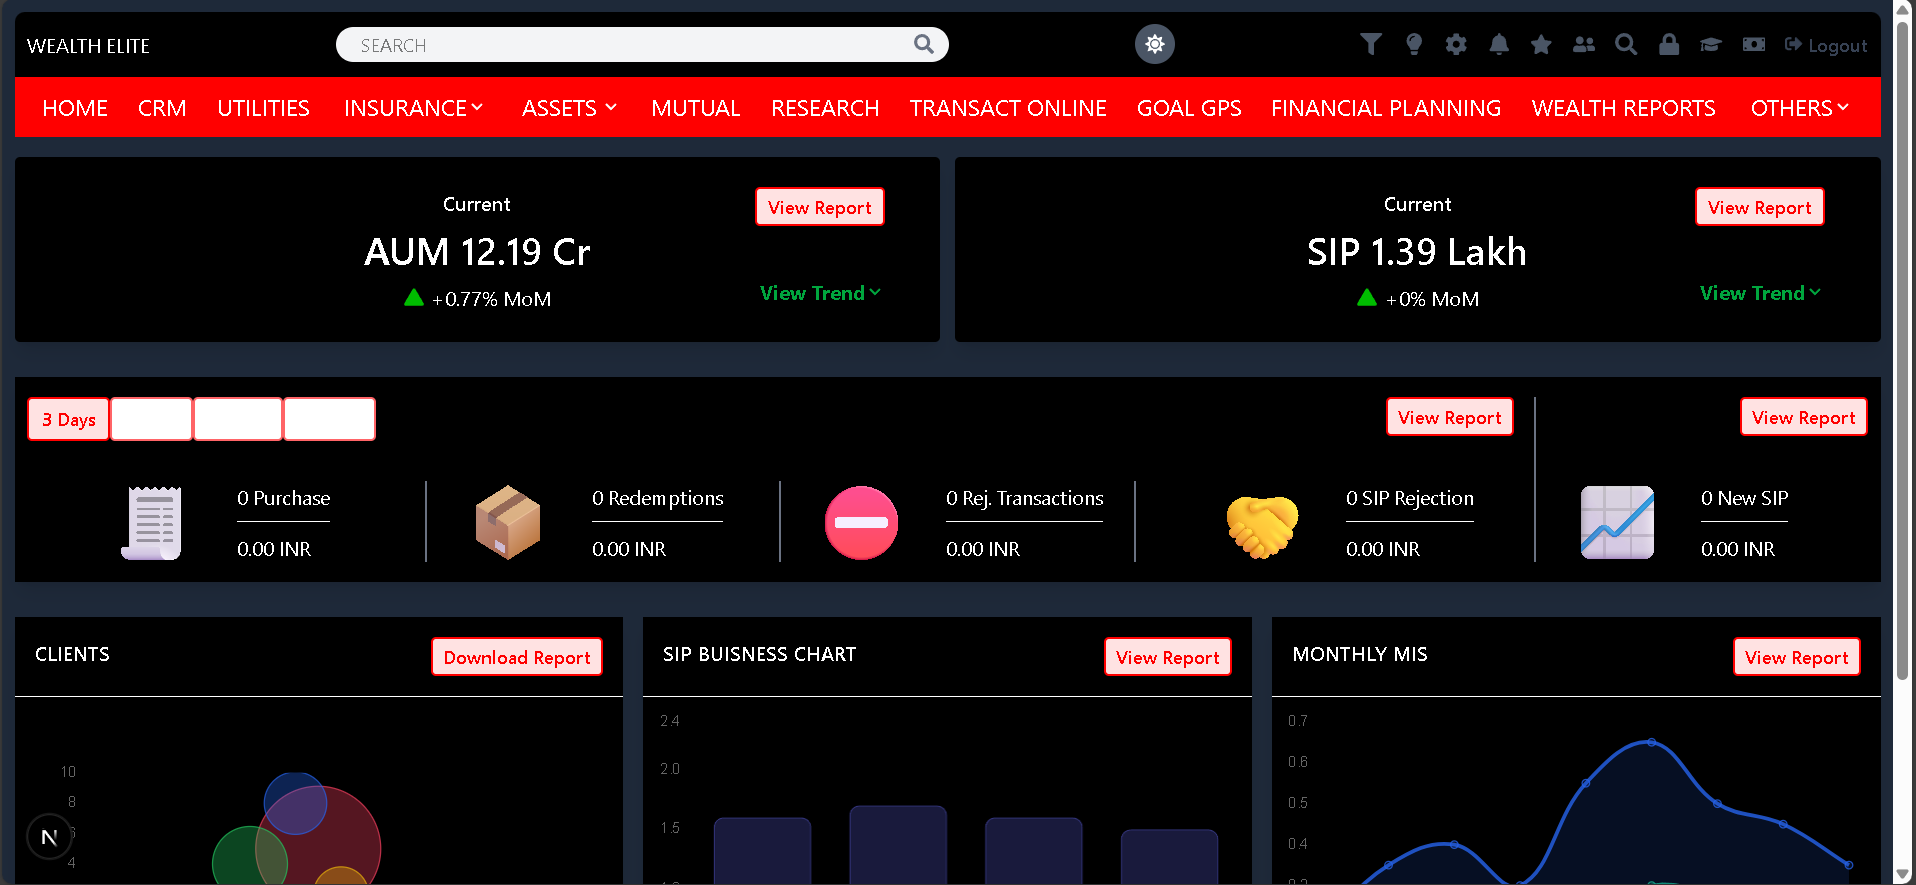 WEALTH ELITE
SEARCH
Logout
HOME CRM UTILITIES INSURANCE ASSETS MUTUAL RESEARCH TRANSACT ONLINE GOAL GPS FINANCIAL PLANNING WEALTH REPORTS OTHERS
Current
View Report
AUM 12.19 Cr
+0.77% MoM
View Trend
Current
View Report
SIP 1.39 Lakh
+0% MoM
View Trend
3 Days
View Report
View Report
0 Purchase
0.00 INR
0 Redemptions
0.00 INR
0 Rej. Transactions
0.00 INR
0 SIP Rejection
0.00 INR
0 New SIP
0.00 INR
CLIENTS
Download Report
10
8
4
N
SIP BUISNESS CHART
View Report
2.4
2.0
1.5
MONTHLY MIS
View Report
0.7
0.6
0.5
0.4